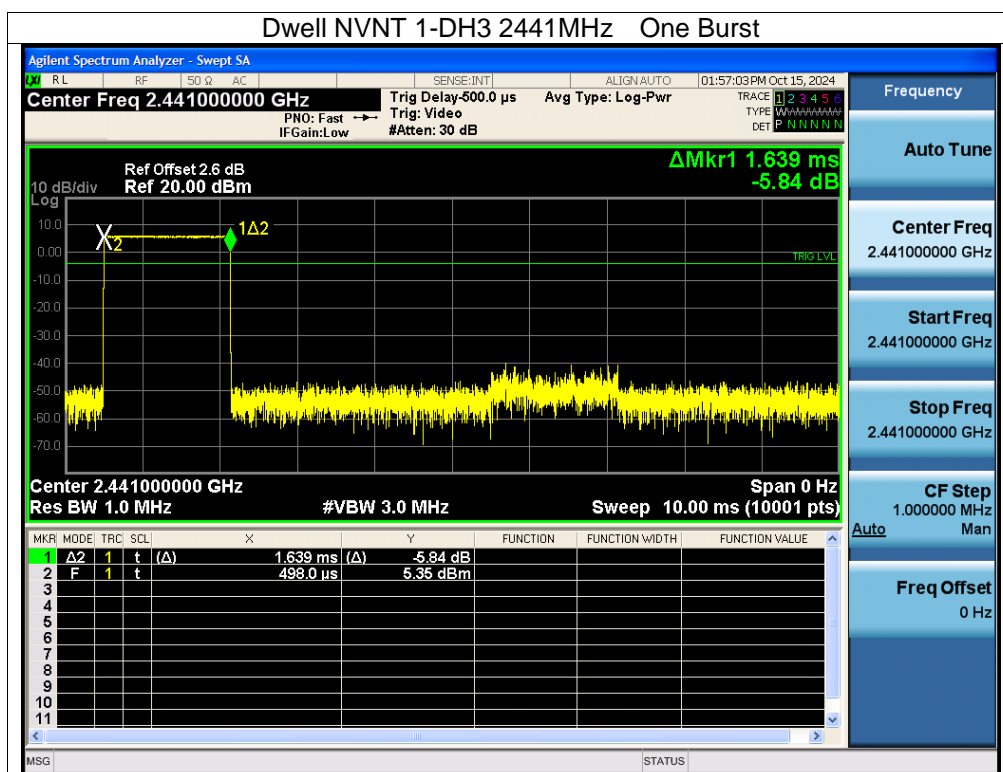 Dwell NVNT 1-DH3 2441MHz One Burst
Agilent Spectrum Analyzer - Swept SA
LXI RL RF 50 Ω AC SENSE:INT ALIGN AUTO 01:57:03 PM Oct 15, 2024
Center Freq 2.441000000 GHz Trig Delay-500.0 µs Avg Type: Log-Pwr TRACE 1 2 3 4 5 6
PNO: Fast Trig: Video TYPE WWWWWW
IFGain:Low #Atten: 30 dB DET P N N N N N
Frequency
Auto Tune
Center Freq
2.441000000 GHz
Start Freq
2.441000000 GHz
Stop Freq
2.441000000 GHz
CF Step
1.000000 MHz
Auto Man
Freq Offset
0 Hz
ΔMkr1 1.639 ms
-5.84 dB
Ref Offset 2.6 dB
10 dB/div Ref 20.00 dBm
Log
10.0
0.00
-10.0
-20.0
-30.0
-40.0
-50.0
-60.0
-70.0
X2
1Δ2
TRIG LVL
Center 2.441000000 GHz Span 0 Hz
Res BW 1.0 MHz #VBW 3.0 MHz Sweep 10.00 ms (10001 pts)
MKR MODE TRC SCL X Y FUNCTION FUNCTION WIDTH FUNCTION VALUE
1 Δ2 1 t (Δ) 1.639 ms (Δ) -5.84 dB
2 F 1 t 498.0 µs 5.35 dBm
3
4
5
6
7
8
9
10
11
MSG STATUS